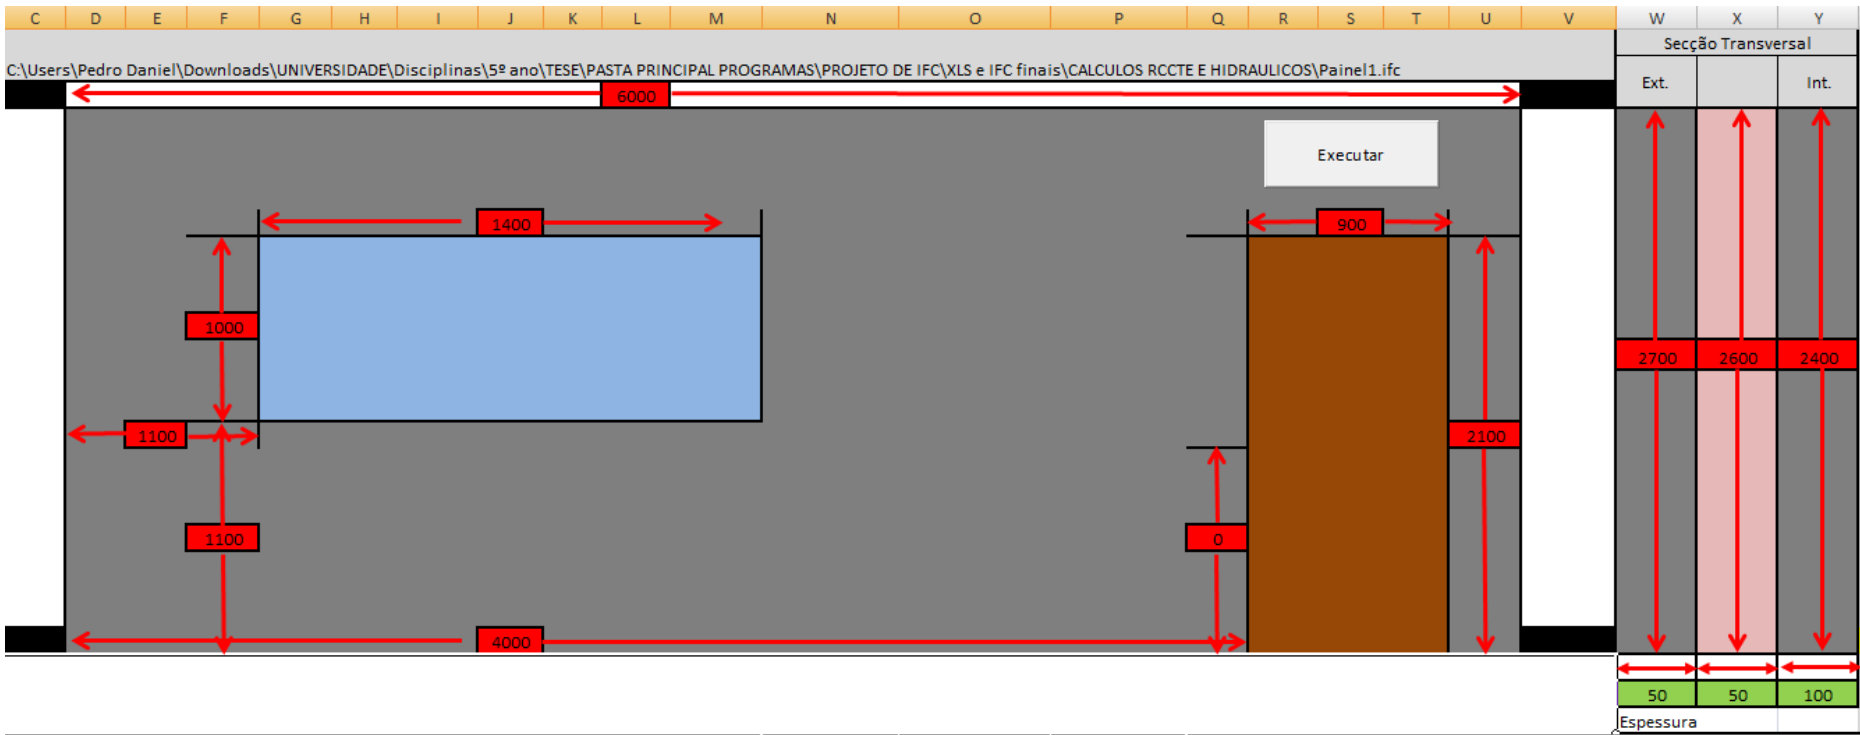 C D E F G H I J K L M N O P Q R S T U V W X Y
Secção Transversal
C:\Users\Pedro Daniel\Downloads\UNIVERSIDADE\Disciplinas\5º ano\TESE\PASTA PRINCIPAL PROGRAMAS\PROJETO DE IFC\XLS e IFC finais\CALCULOS RCCTE E HIDRAULICOS\Painel1.ifc
Ext. Int.
6000
Executar
1400 900
1000
2700 2600 2400
1100 2100
1100 0
4000
50 50 100
Espessura